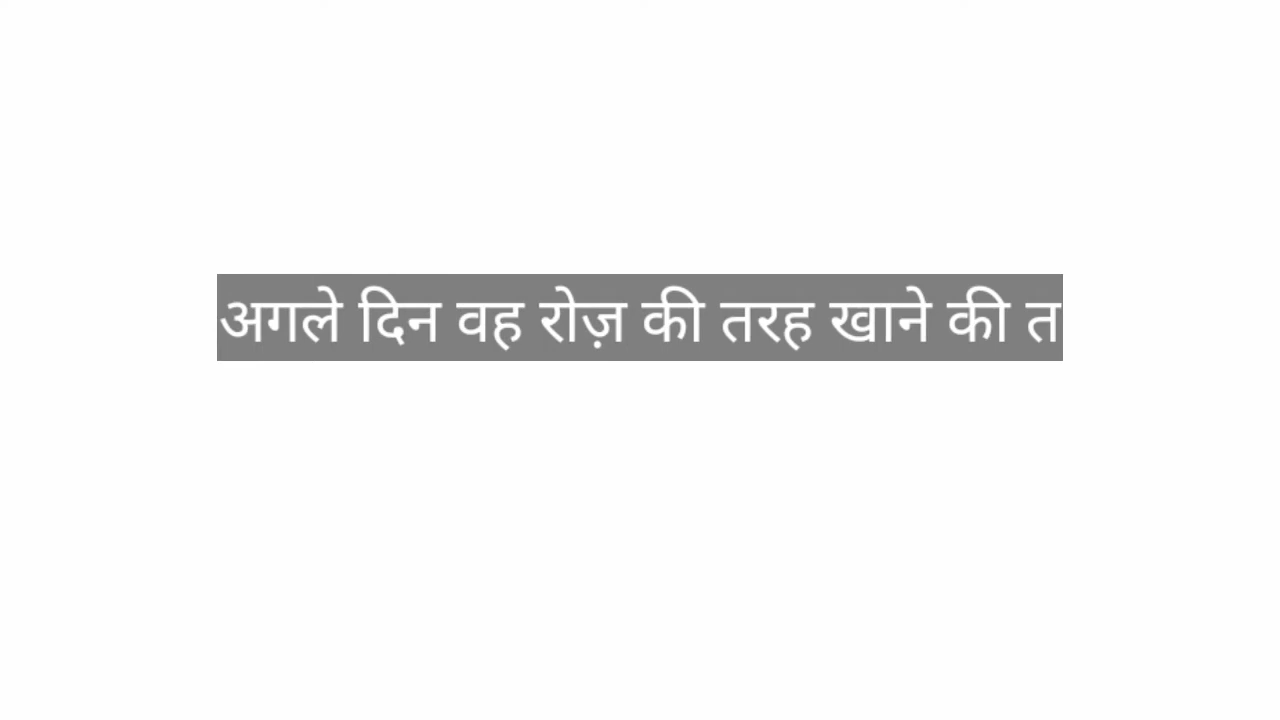 अगले दिन वह रोज़ की तरह खाने की त